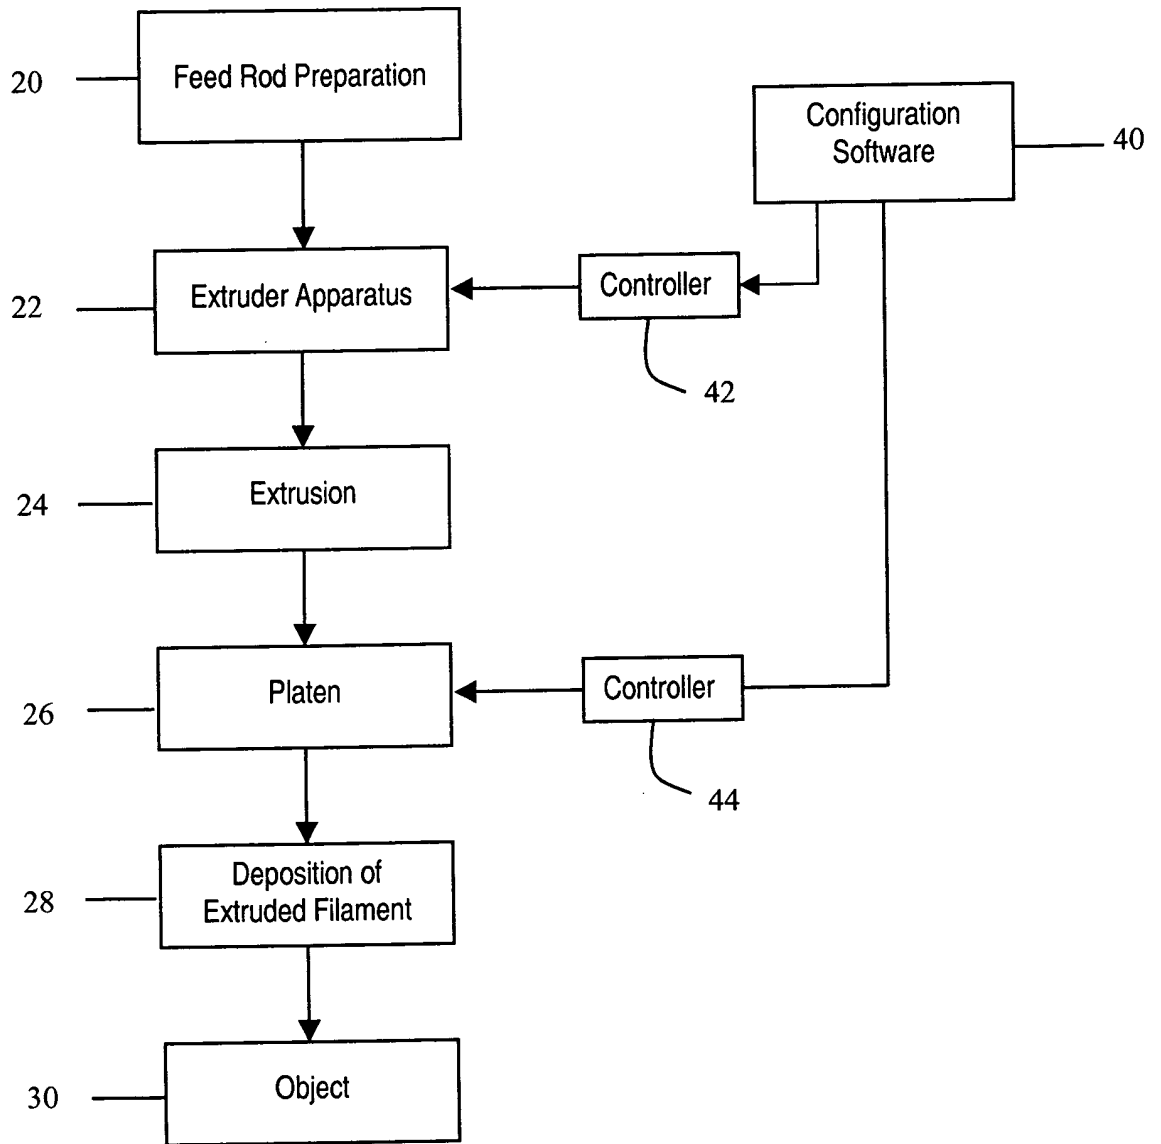 20
Feed Rod Preparation
Configuration
Software
40
22
Extruder Apparatus
Controller
42
24
Extrusion
26
Platen
Controller
44
28
Deposition of
Extruded Filament
30
Object